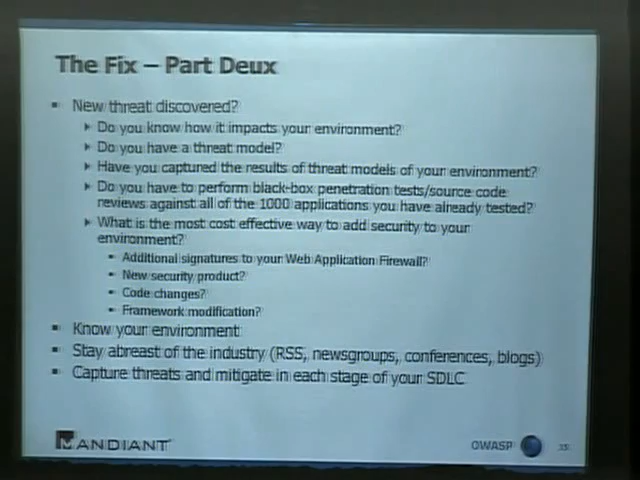 The Fix – Part Deux
New threat discovered?
Do you know how it impacts your environment?
Do you have a threat model?
Have you captured the results of threat models of your environment?
Do you have to perform black-box penetration tests/source code
reviews against all of the 1000 applications you have already tested?
What is the most cost effective way to add security to your
environment?
Additional signatures to your Web Application Firewall?
New security product?
Code changes?
Framework modification?
Know your environment
Stay abreast of the industry (RSS, newsgroups, conferences, blogs)
Capture threats and mitigate in each stage of your SDLC
MANDIANT
OWASP